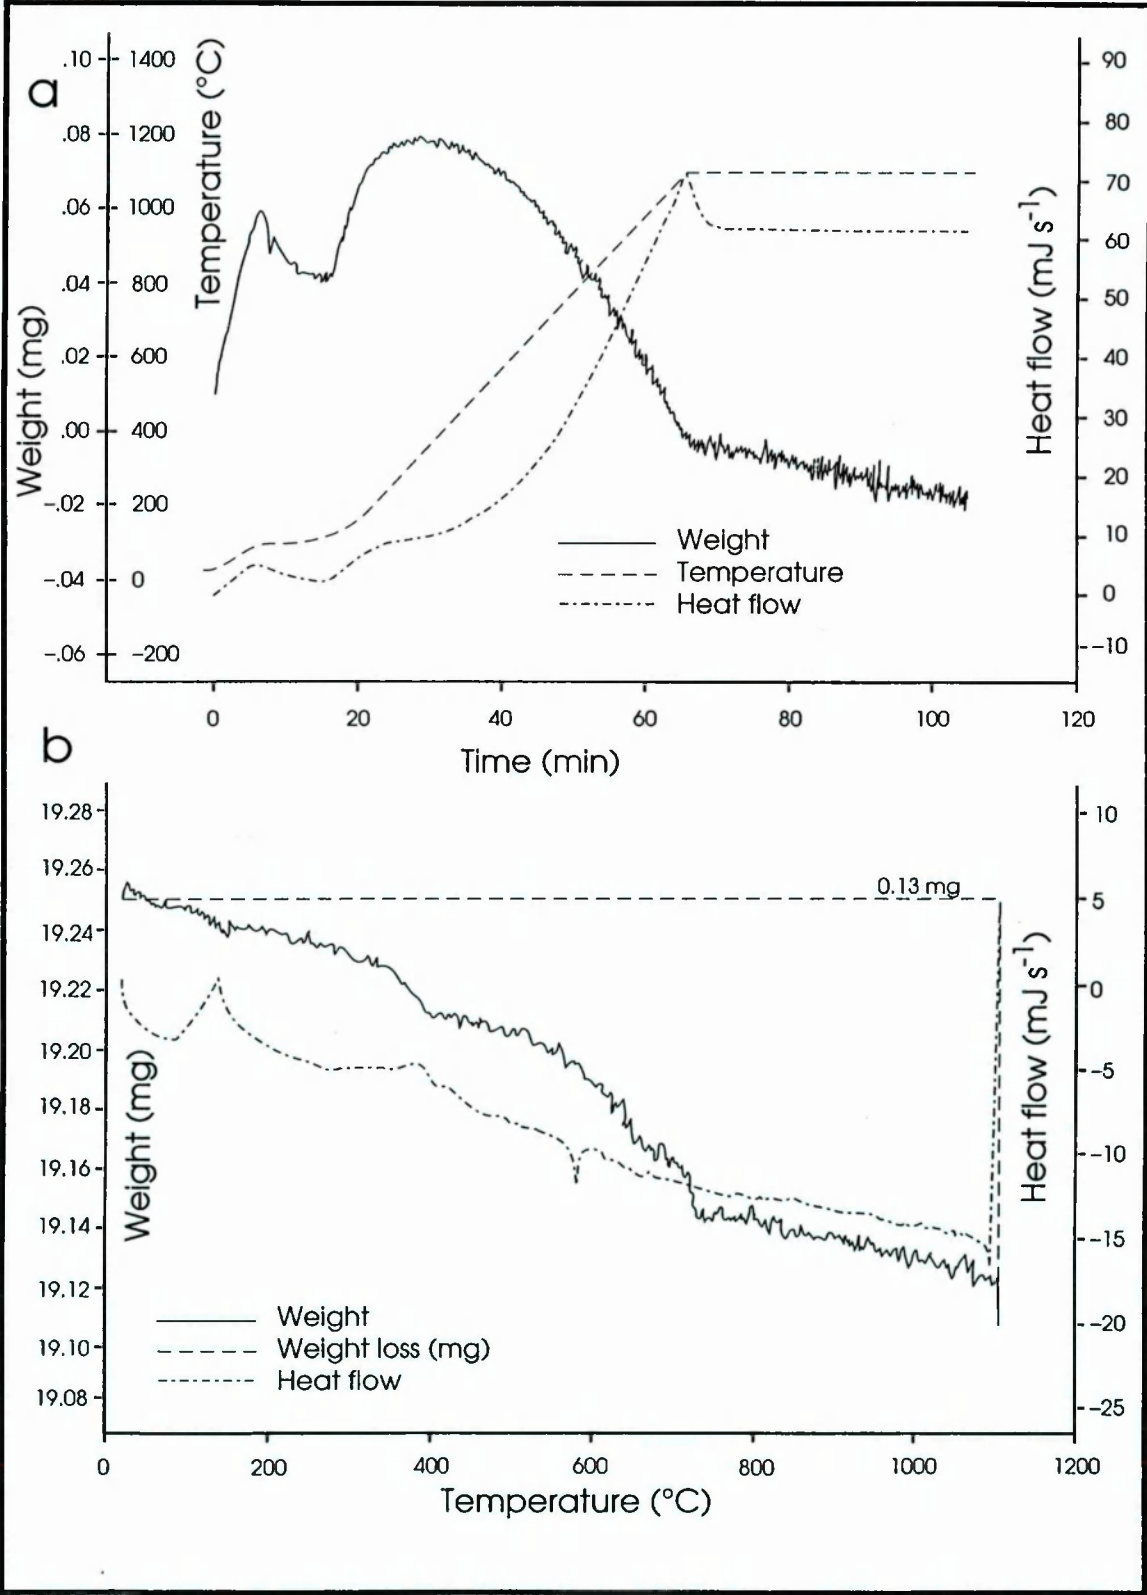 a
Weight (mg)
.10
.08
.06
.04
.02
.00
-.02
-.04
-.06
Temperature (°C)
1400
1200
1000
800
600
400
200
0
-200
Heat flow (mJ s-1)
90
80
70
60
50
40
30
20
10
0
-10
Weight
Temperature
Heat flow
0 20 40 60 80 100 120
Time (min)
b
Weight (mg)
19.28
19.26
19.24
19.22
19.20
19.18
19.16
19.14
19.12
19.10
19.08
0.13 mg
Heat flow (mJ s-1)
10
5
0
-5
-10
-15
-20
-25
Weight
Weight loss (mg)
Heat flow
0 200 400 600 800 1000 1200
Temperature (°C)